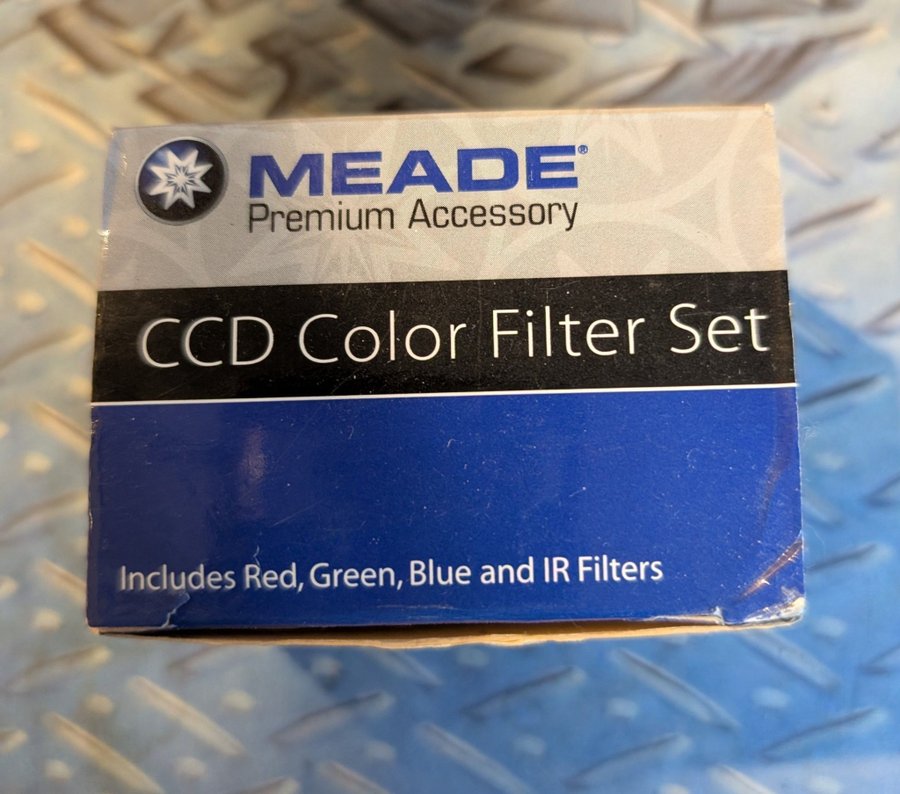 MEADE®
Premium Accessory
CCD Color Filter Set
Includes Red, Green, Blue and IR Filters